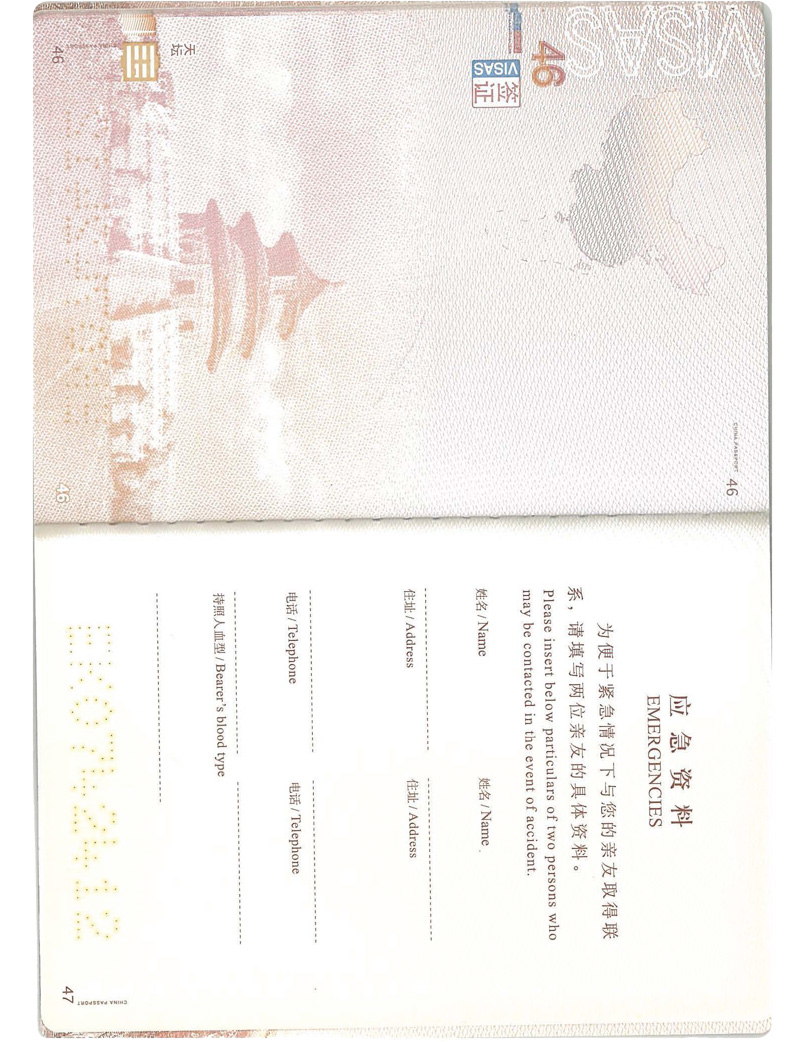 VISAS
46
签证
VISAS
天坛
CHINA PASSPORT
46
CHINA PASSPORT 46
46
应急资料
EMERGENCIES
为便于紧急情况下与您的亲友取得联
系，请填写两位亲友的具体资料。
Please insert below particulars of two persons who
may be contacted in the event of accident.
姓名/Name 姓名/Name
住址/Address 住址/Address
电话/Telephone 电话/Telephone
持照人血型/Bearer's blood type
CHINA PASSPORT
47